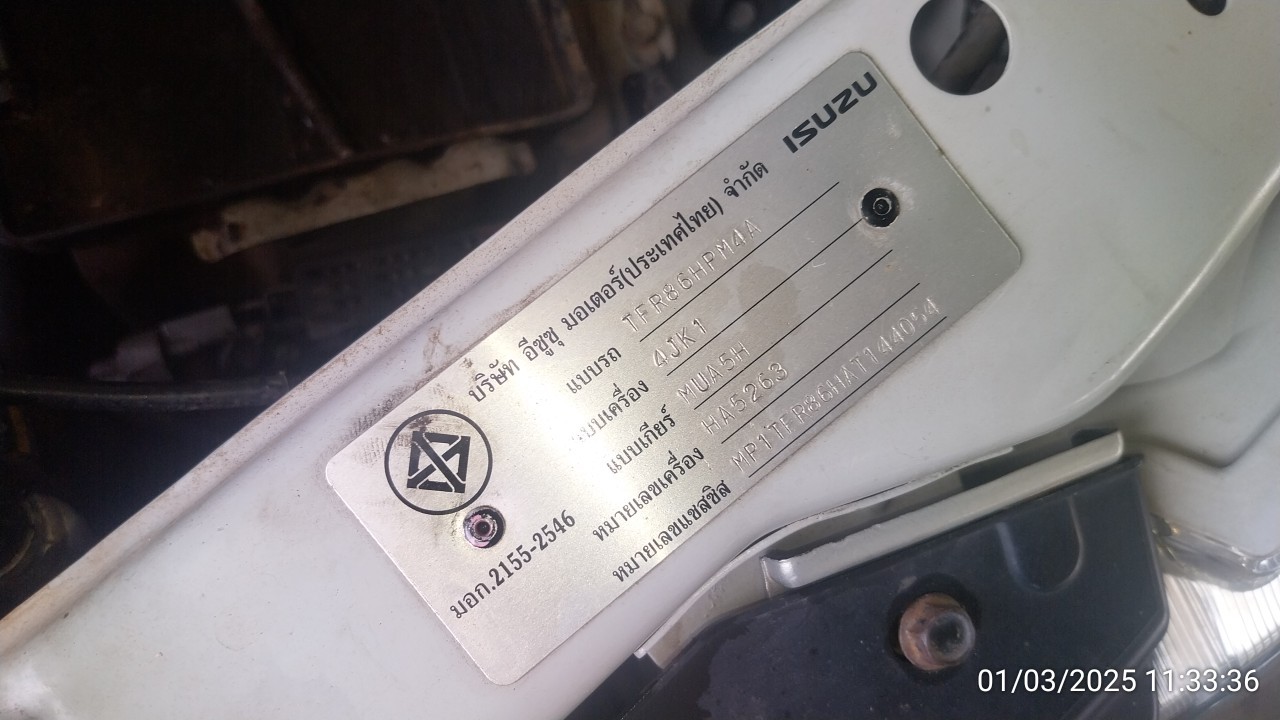 ISUZU
บริษัท อีซูซุ มอเตอร์(ประเทศไทย) จำกัด
แบบรถ TFR86HPM4A
แบบเครื่อง 4JK1
แบบเกียร์ MUA5H
หมายเลขเครื่อง HA5263
หมายเลขแชสซิส MP1TFR86HAT144054
มอก.2155-2546
01/03/2025 11:33:36